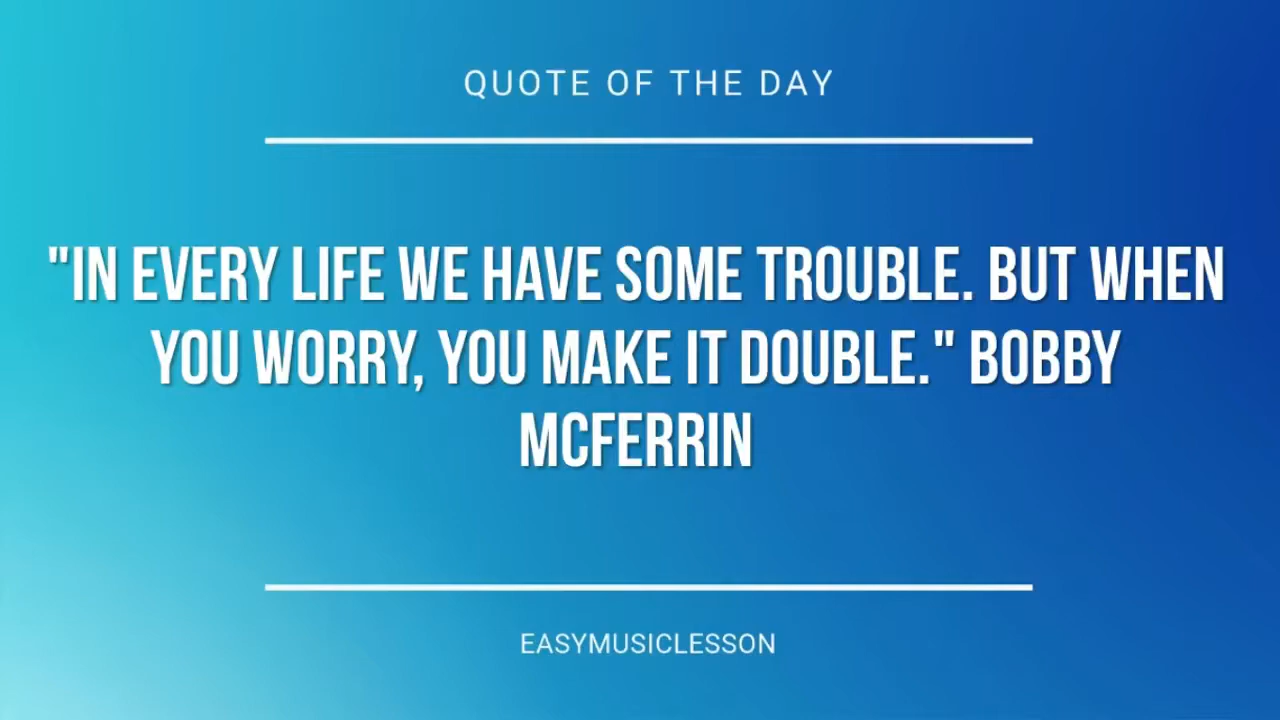 QUOTE OF THE DAY
"IN EVERY LIFE WE HAVE SOME TROUBLE. BUT WHEN
YOU WORRY, YOU MAKE IT DOUBLE." BOBBY
MCFERRIN
EASYMUSICLESSON